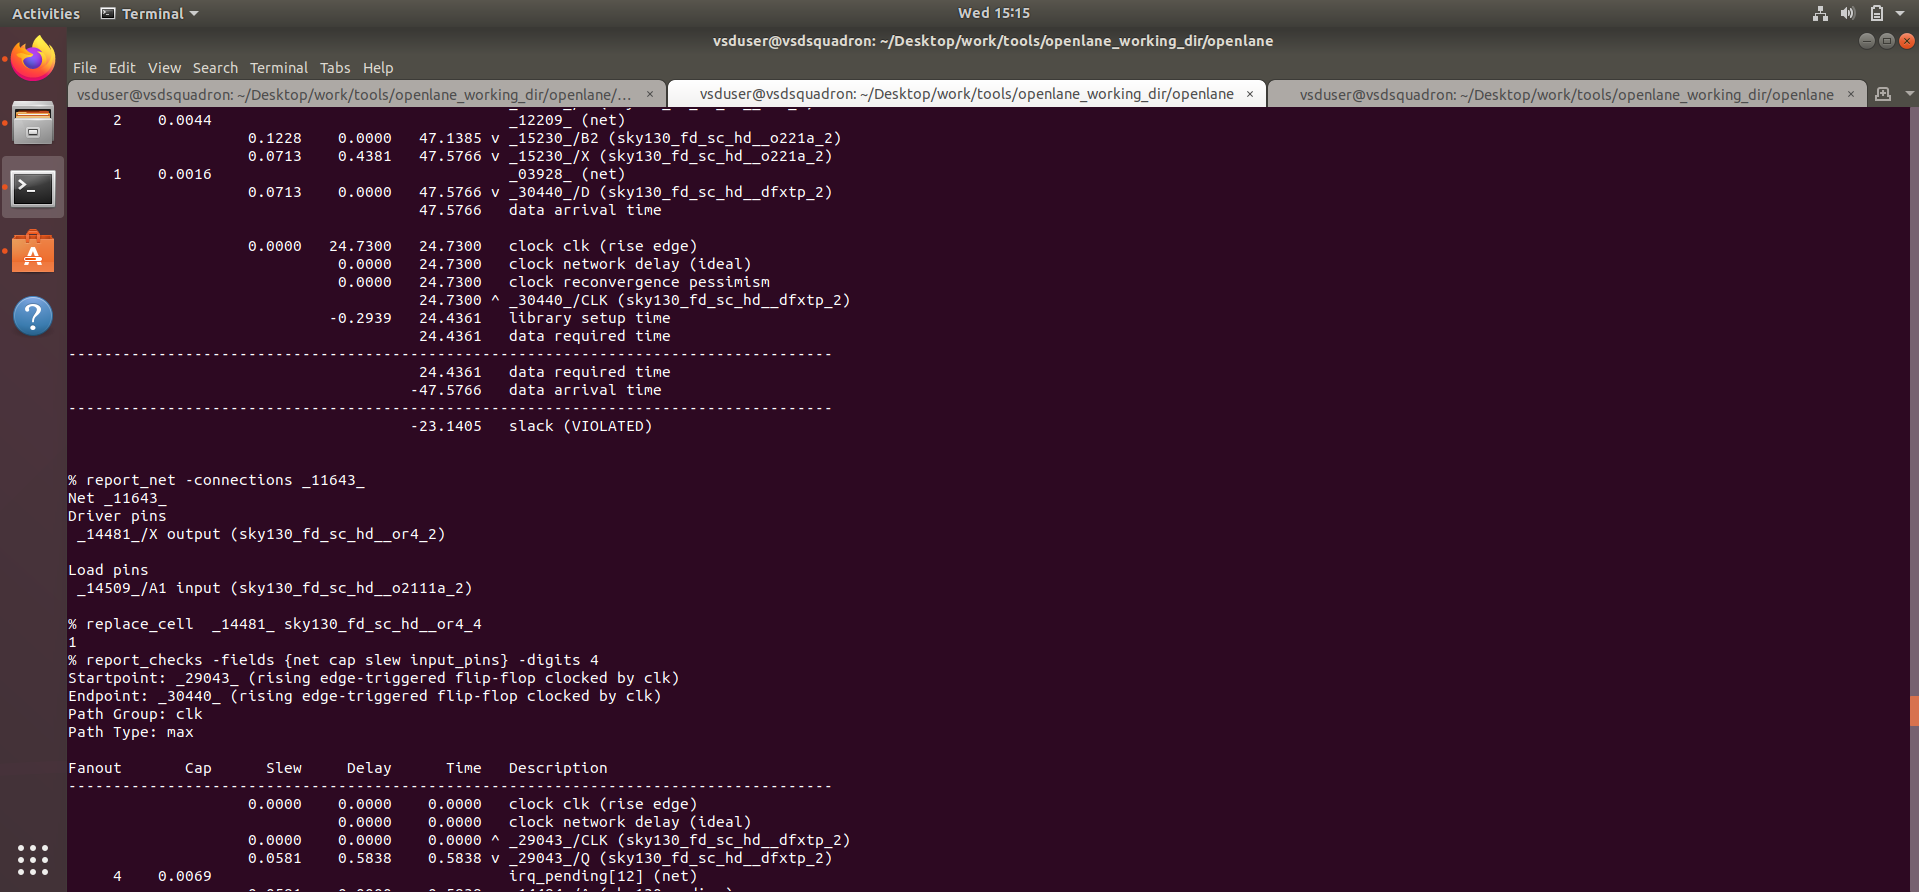 Activities Terminal Wed 15:15
vsduser@vsdsquadron: ~/Desktop/work/tools/openlane_working_dir/openlane
File Edit View Search Terminal Tabs Help
vsduser@vsdsquadron: ~/Desktop/work/tools/openlane_working_dir/openlane/... × vsduser@vsdsquadron: ~/Desktop/work/tools/openlane_working_dir/openlane × vsduser@vsdsquadron: ~/Desktop/work/tools/openlane_working_dir/openlane ×
2 0.0044 _12209_ (net)
0.1228 0.0000 47.1385 v _15230_/B2 (sky130_fd_sc_hd__o221a_2)
0.0713 0.4381 47.5766 v _15230_/X (sky130_fd_sc_hd__o221a_2)
1 0.0016 _03928_ (net)
0.0713 0.0000 47.5766 v _30440_/D (sky130_fd_sc_hd__dfxtp_2)
47.5766 data arrival time
0.0000 24.7300 24.7300 clock clk (rise edge)
0.0000 24.7300 clock network delay (ideal)
0.0000 24.7300 clock reconvergence pessimism
24.7300 ^ _30440_/CLK (sky130_fd_sc_hd__dfxtp_2)
-0.2939 24.4361 library setup time
24.4361 data required time
-------------------------------------------------------------------------------------
24.4361 data required time
-47.5766 data arrival time
-------------------------------------------------------------------------------------
-23.1405 slack (VIOLATED)
% report_net -connections _11643_
Net _11643_
Driver pins
_14481_/X output (sky130_fd_sc_hd__or4_2)
Load pins
_14509_/A1 input (sky130_fd_sc_hd__o2111a_2)
% replace_cell _14481_ sky130_fd_sc_hd__or4_4
1
% report_checks -fields {net cap slew input_pins} -digits 4
Startpoint: _29043_ (rising edge-triggered flip-flop clocked by clk)
Endpoint: _30440_ (rising edge-triggered flip-flop clocked by clk)
Path Group: clk
Path Type: max
Fanout Cap Slew Delay Time Description
-------------------------------------------------------------------------------------
0.0000 0.0000 0.0000 clock clk (rise edge)
0.0000 0.0000 clock network delay (ideal)
0.0000 0.0000 0.0000 ^ _29043_/CLK (sky130_fd_sc_hd__dfxtp_2)
0.0581 0.5838 0.5838 v _29043_/Q (sky130_fd_sc_hd__dfxtp_2)
4 0.0069 irq_pending[12] (net)